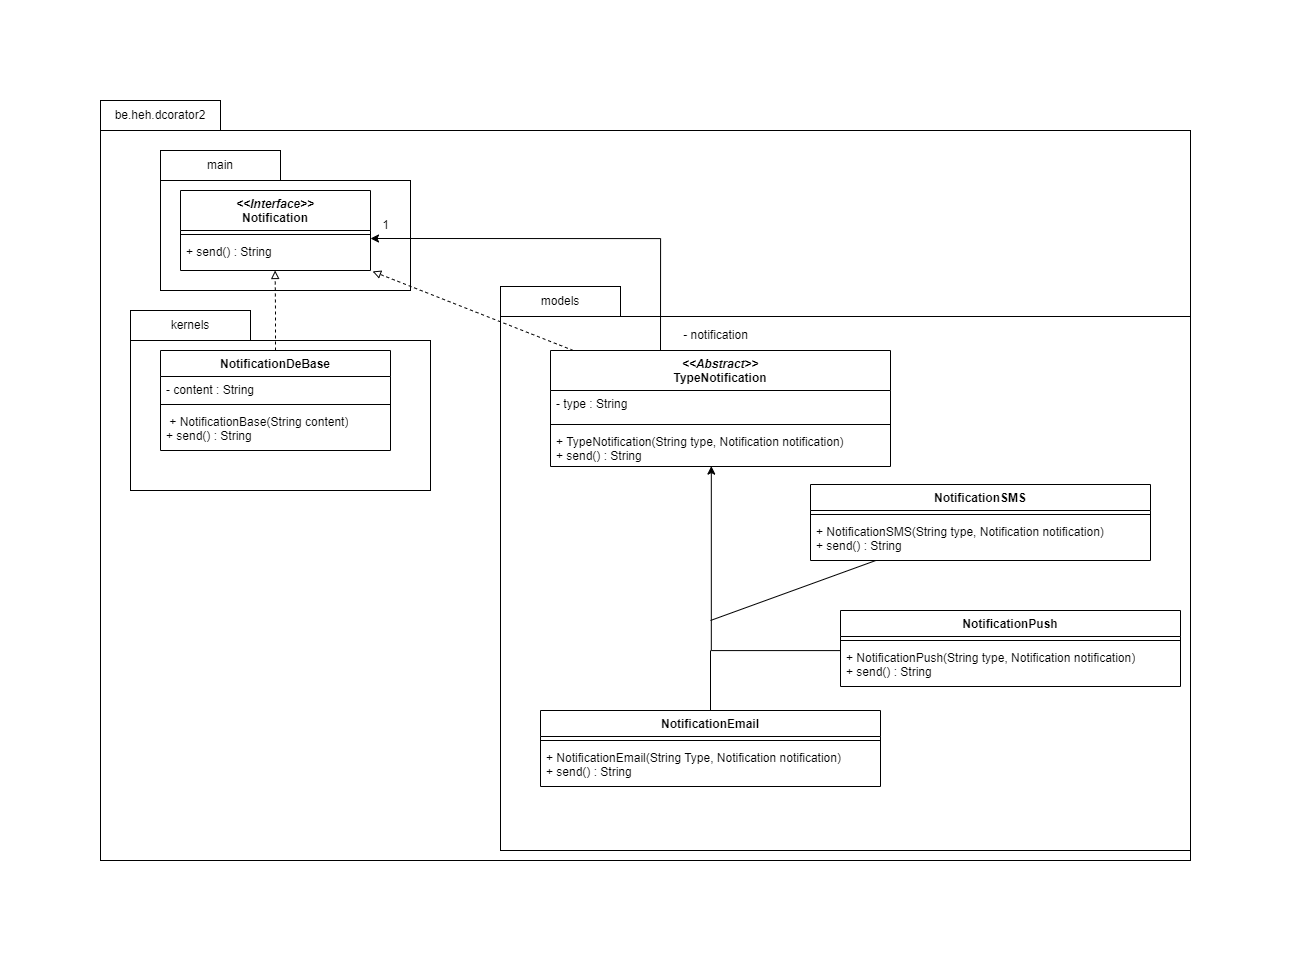 be.heh.dcorator2
main
<<Interface>>
Notification
+ send() : String
1
kernels
NotificationDeBase
- content : String
+ NotificationBase(String content)
+ send() : String
models
- notification
<<Abstract>>
TypeNotification
- type : String
+ TypeNotification(String type, Notification notification)
+ send() : String
NotificationSMS
+ NotificationSMS(String type, Notification notification)
+ send() : String
NotificationPush
+ NotificationPush(String type, Notification notification)
+ send() : String
NotificationEmail
+ NotificationEmail(String Type, Notification notification)
+ send() : String